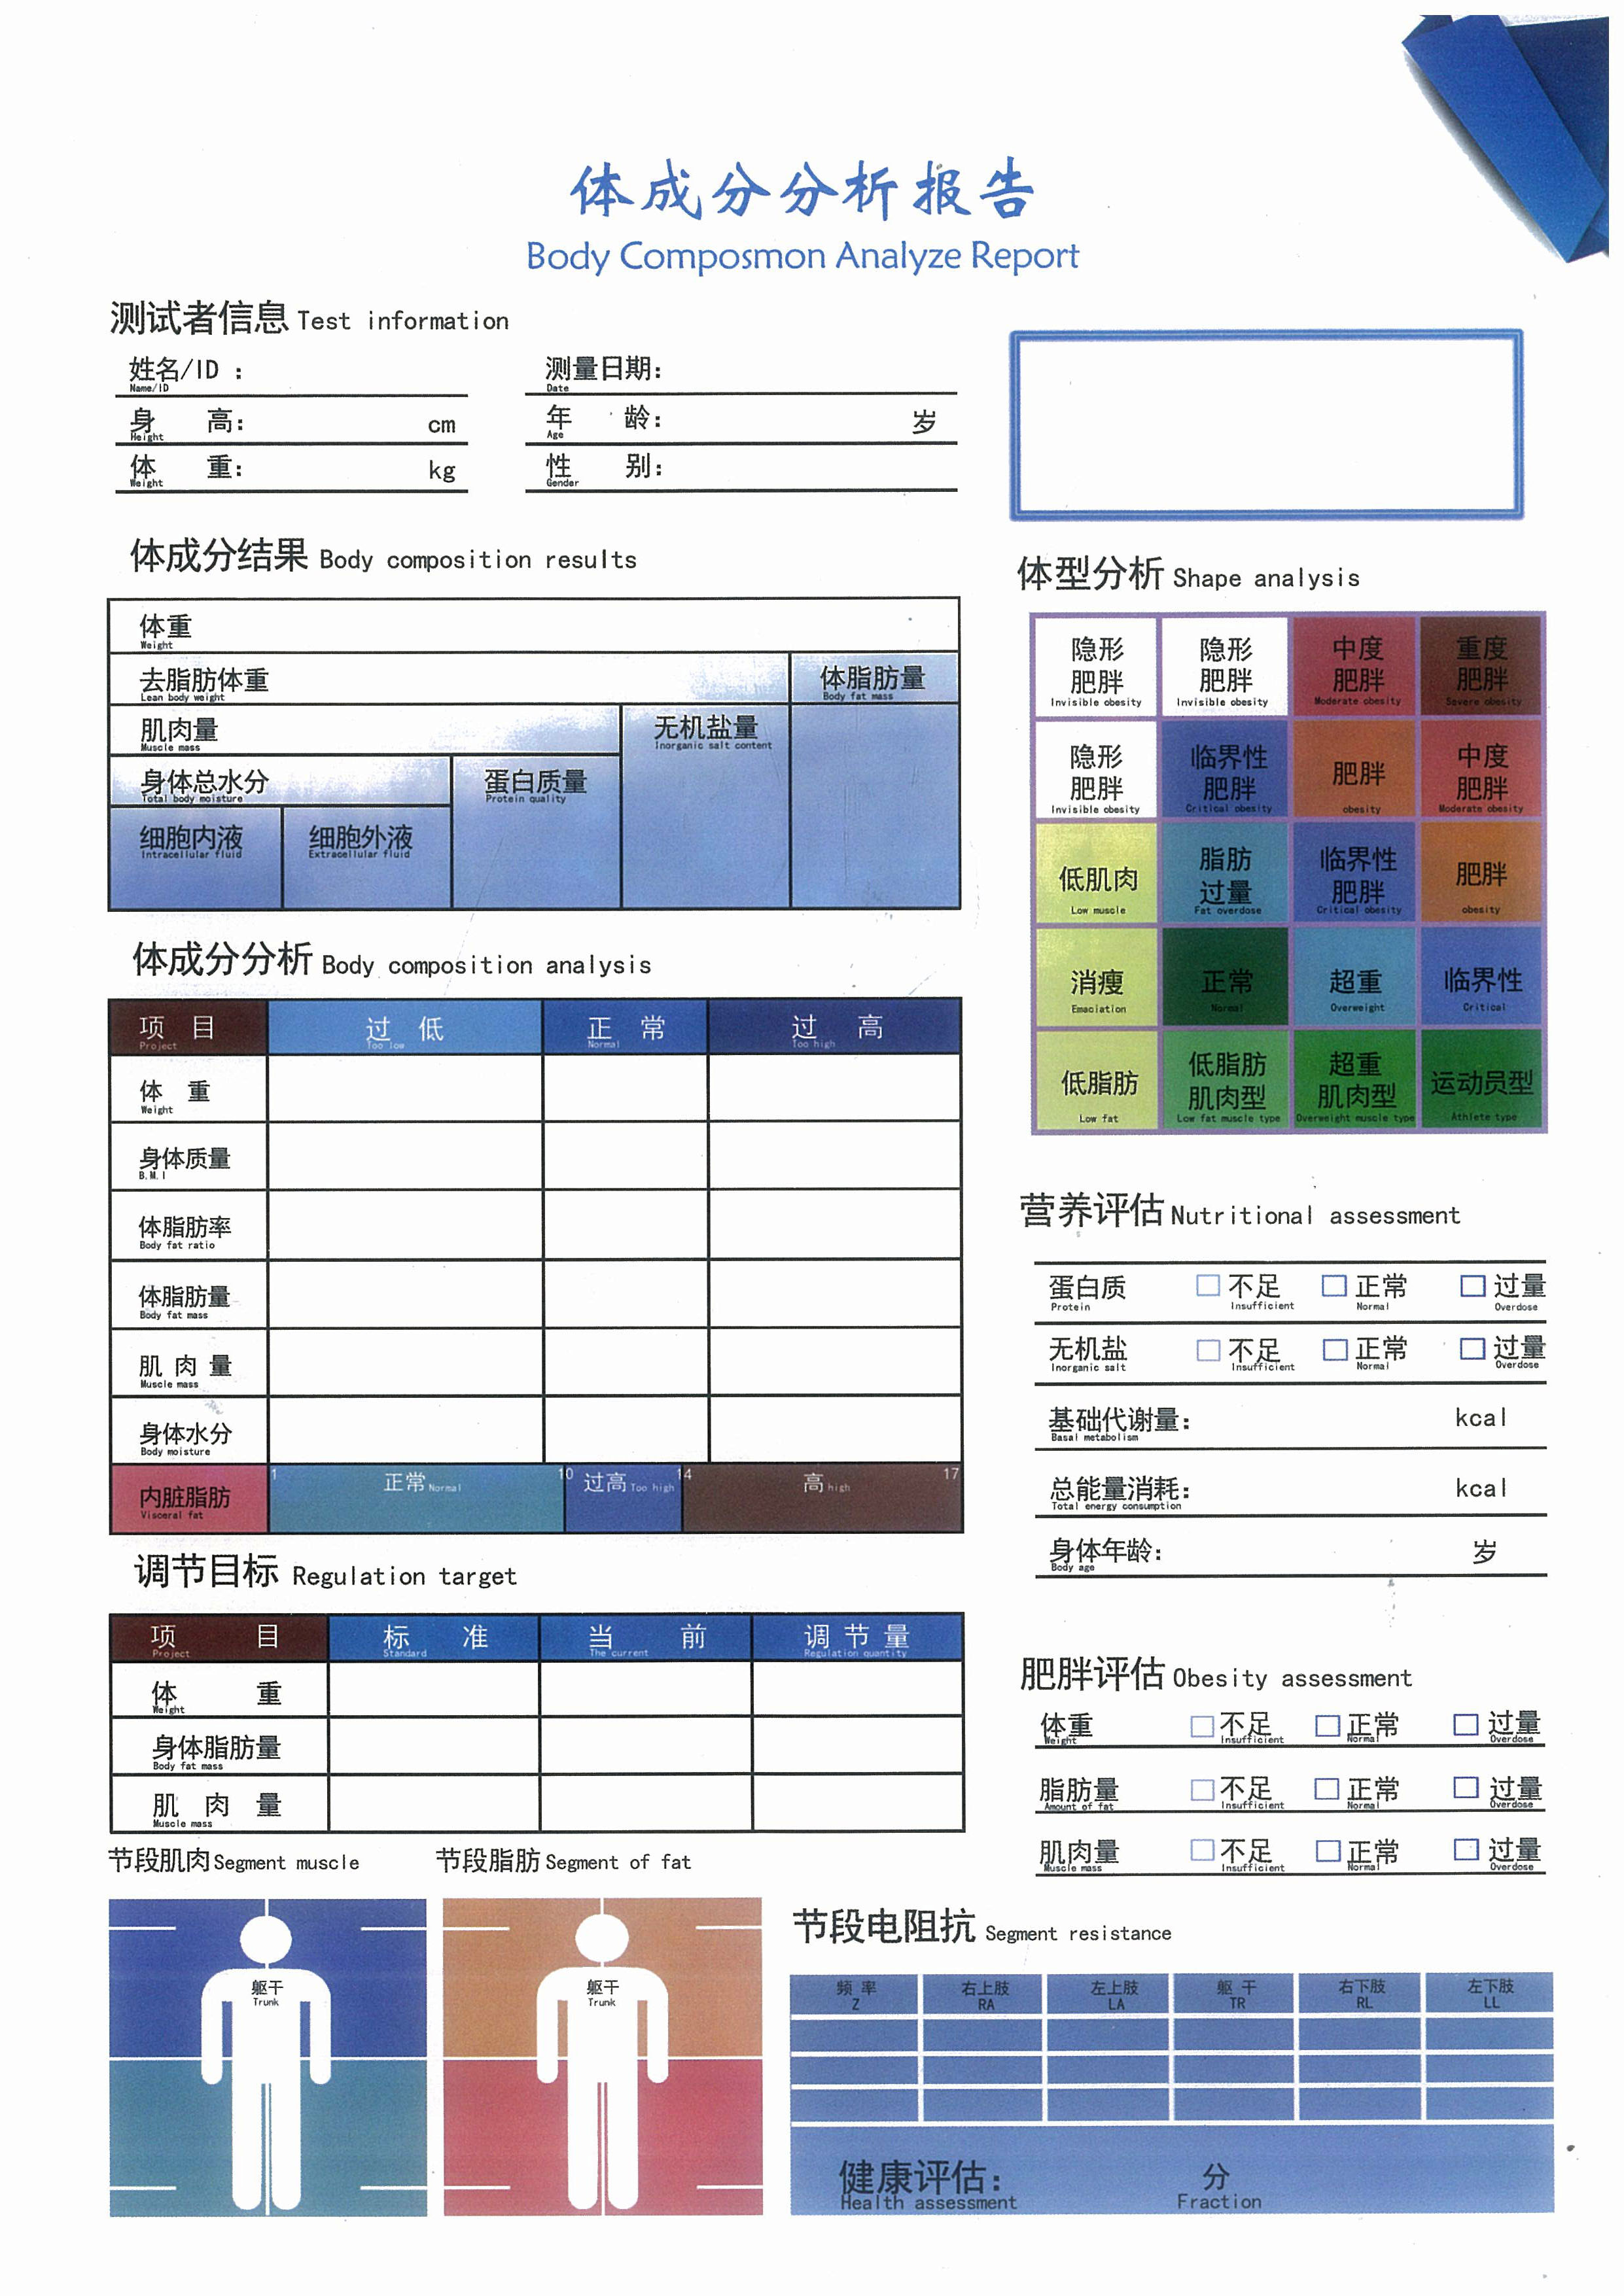 体成分分析报告
Body Composmon Analyze Report
测试者信息 Test information
姓名/ID :
Name/ID
测量日期:
Date
身 高: cm
Height
年 龄: 岁
Age
体 重: kg
Weight
性 别:
Gender
体成分结果 Body composition results
体重
Weight
去脂肪体重
Lean body weight
体脂肪量
Body fat mass
肌肉量
Muscle mass
无机盐量
Inorganic salt content
身体总水分
Total body moisture
蛋白质量
Protein quality
细胞内液
Intracellular fluid
细胞外液
Extracellular fluid
体型分析 Shape analysis
隐形
肥胖
Invisible obesity
隐形
肥胖
Invisible obesity
中度
肥胖
Moderate obesity
重度
肥胖
Severe obesity
隐形
肥胖
Invisible obesity
临界性
肥胖
Critical obesity
肥胖
obesity
中度
肥胖
Moderate obesity
低肌肉
Low muscle
脂肪
过量
Fat overdose
临界性
肥胖
Critical obesity
肥胖
obesity
消瘦
Emaciation
正常
Normal
超重
Overweight
临界性
Critical
低脂肪
Low fat
低脂肪
肌肉型
Low fat muscle type
超重
肌肉型
Overweight muscle type
运动员型
Athlete type
体成分分析 Body composition analysis
项 目 过 低 正 常 过 高
Project Too low Normal Too high
体 重
Weight
身体质量
B.M.I
体脂肪率
Body fat ratio
体脂肪量
Body fat mass
肌 肉 量
Muscle mass
身体水分
Body moisture
内脏脂肪
Visceral fat
1 正常 Normal 10 过高 Too high 14 高 high 17
营养评估 Nutritional assessment
蛋白质 不足 正常 过量
Protein Insufficient Normal Overdose
无机盐 不足 正常 过量
Inorganic salt Insufficient Normal Overdose
基础代谢量: kcal
Basal metabolism
总能量消耗: kcal
Total energy consumption
身体年龄: 岁
Body age
调节目标 Regulation target
项 目 标 准 当 前 调 节 量
Project Standard The current Regulation quantity
体 重
Weight
身体脂肪量
Body fat mass
肌 肉 量
Muscle mass
肥胖评估 Obesity assessment
体重 不足 正常 过量
Weight Insufficient Normal Overdose
脂肪量 不足 正常 过量
Amount of fat Insufficient Normal Overdose
肌肉量 不足 正常 过量
Muscle mass Insufficient Normal Overdose
节段肌肉 Segment muscle
躯干
Trunk
节段脂肪 Segment of fat
躯干
Trunk
节段电阻抗 Segment resistance
频 率 右上肢 左上肢 躯 干 右下肢 左下肢
Z RA LA TR RL LL
健康评估: 分
Health assessment Fraction